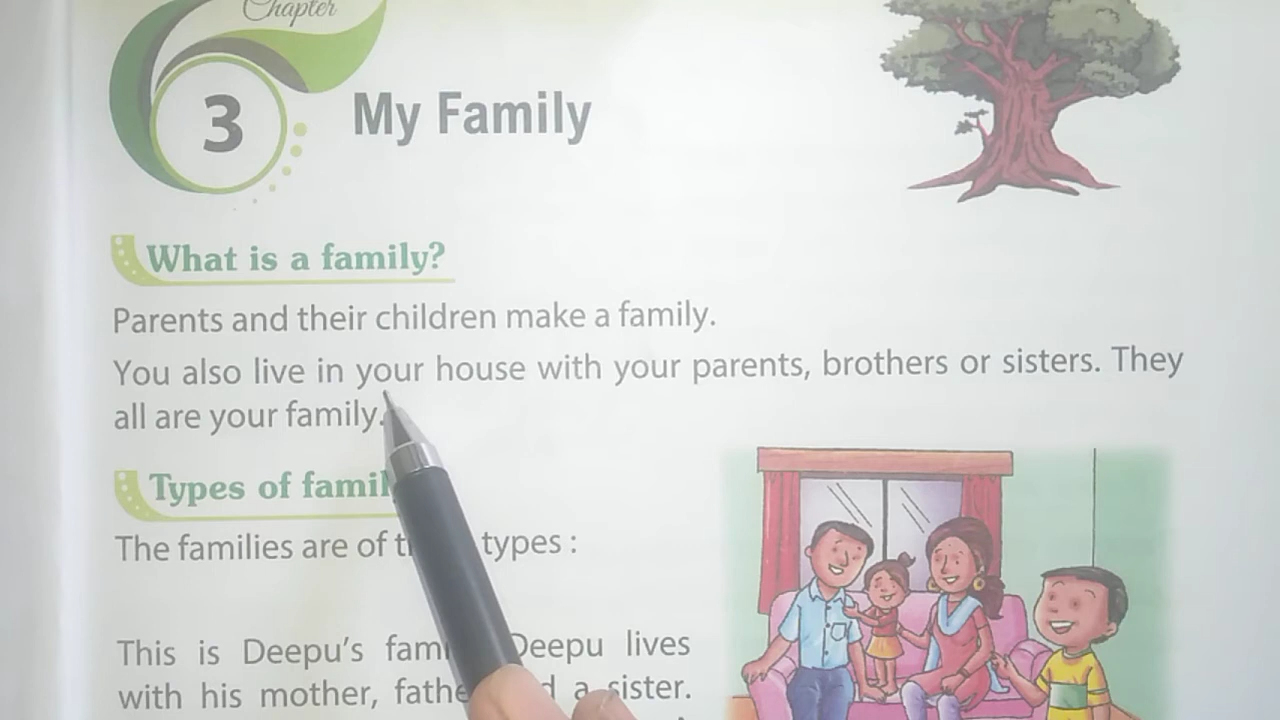 Chapter
3
My Family
What is a family?
Parents and their children make a family.
You also live in your house with your parents, brothers or sisters. They
all are your family.
Types of famil
The families are of t types :
This is Deepu's fam Deepu lives
with his mother, fathe d a sister.